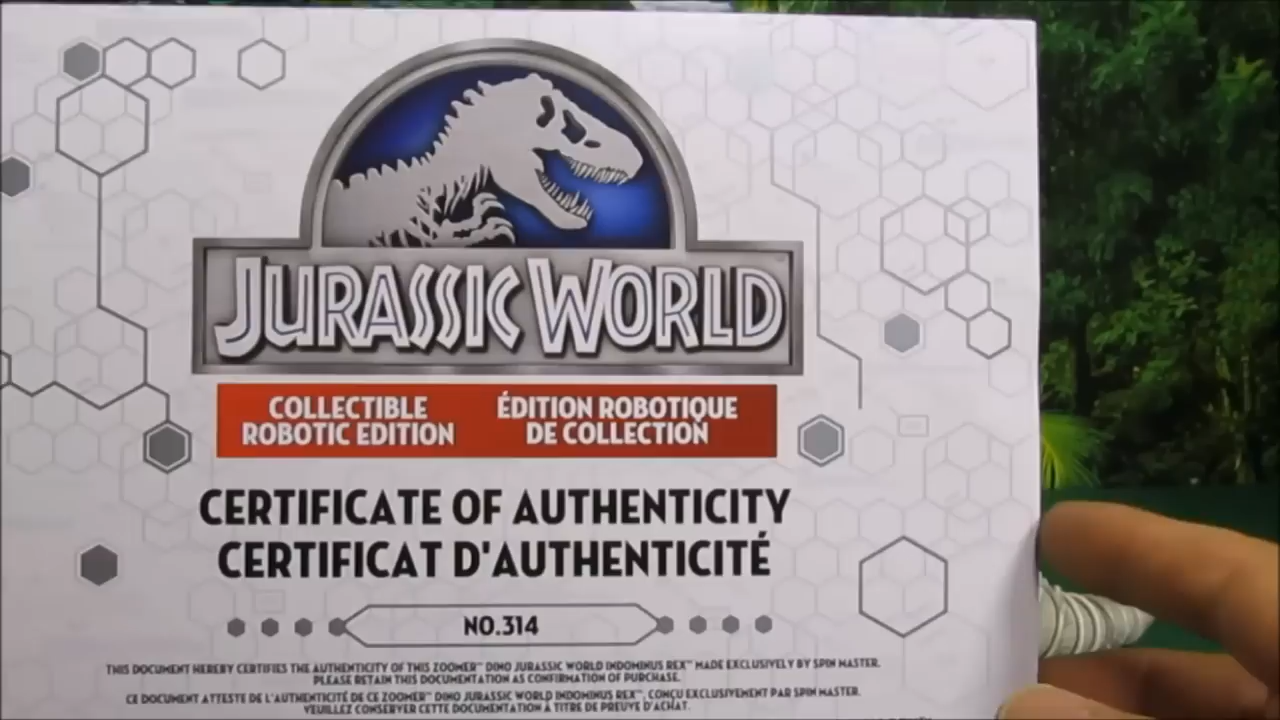 JURASSIC WORLD
COLLECTIBLE
ROBOTIC EDITION
ÉDITION ROBOTIQUE
DE COLLECTION
CERTIFICATE OF AUTHENTICITY
CERTIFICAT D'AUTHENTICITÉ
NO.314
THIS DOCUMENT HEREBY CERTIFIES THE AUTHENTICITY OF THIS ZOOMER™ DINO JURASSIC WORLD INDOMINUS REX™ MADE EXCLUSIVELY BY SPIN MASTER.
PLEASE RETAIN THIS DOCUMENTATION AS CONFIRMATION OF PURCHASE.
CE DOCUMENT ATTESTE DE L'AUTHENTICITÉ DE CE ZOOMER™ DINO JURASSIC WORLD INDOMINUS REX™, CONÇU EXCLUSIVEMENT PAR SPIN MASTER.
VEUILLEZ CONSERVER CETTE DOCUMENTATION À TITRE DE PREUVE D'ACHAT.